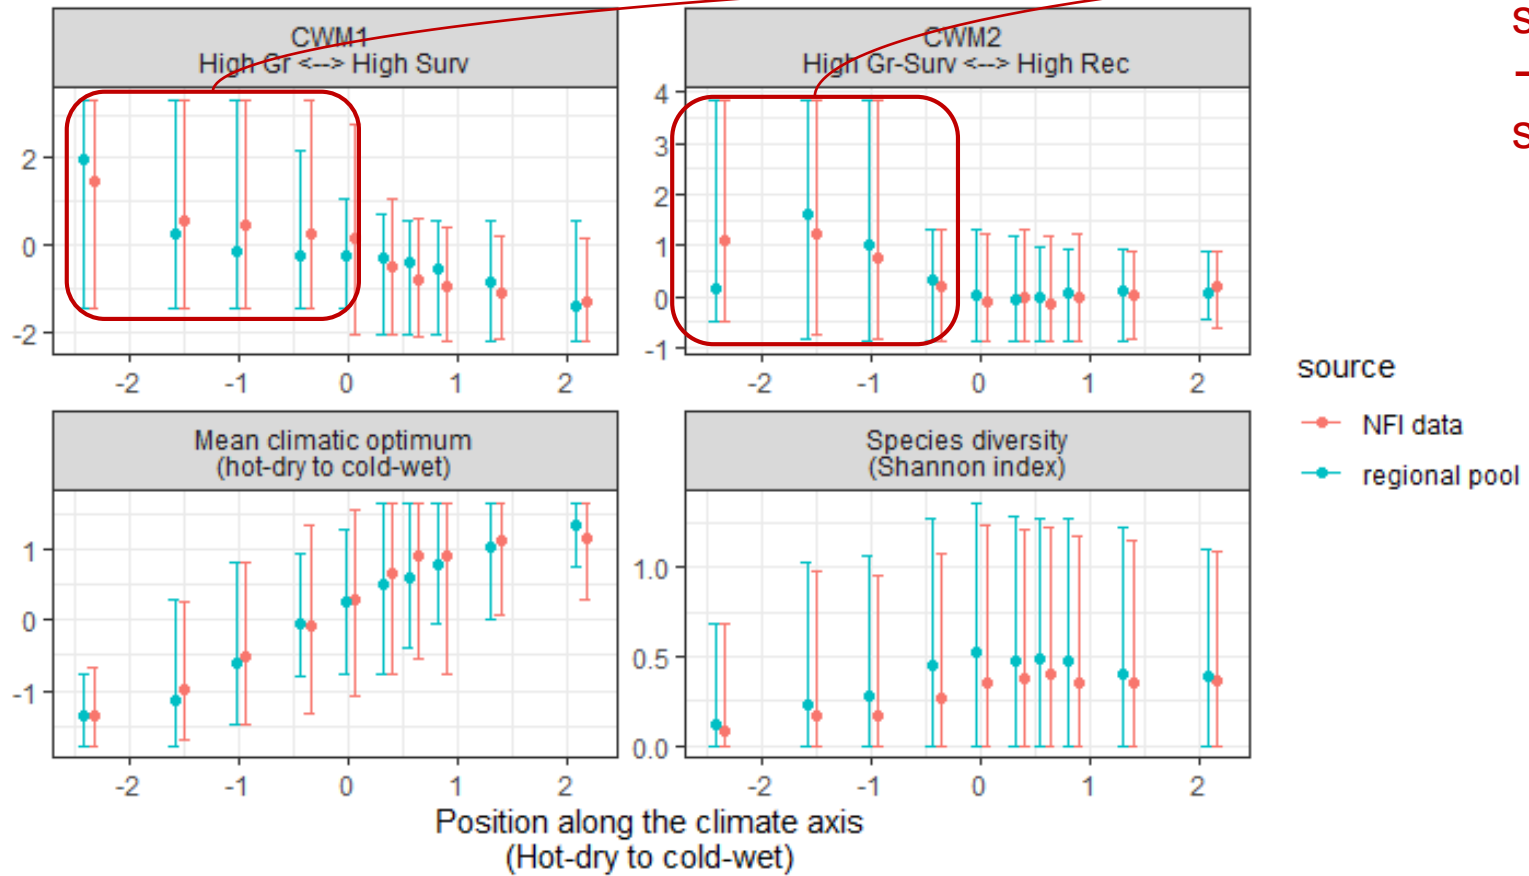 CWM1
High Gr <--> High Surv
CWM2
High Gr-Surv <--> High Rec
s
-
s
2
0
-2
-2
-1
0
1
2
4
3
2
1
0
-1
-2
-1
0
1
2
source
NFI data
regional pool
Mean climatic optimum
(hot-dry to cold-wet)
Species diversity
(Shannon index)
1
0
-1
-2
-1
0
1
2
1.0
0.5
0.0
-2
-1
0
1
2
Position along the climate axis
(Hot-dry to cold-wet)